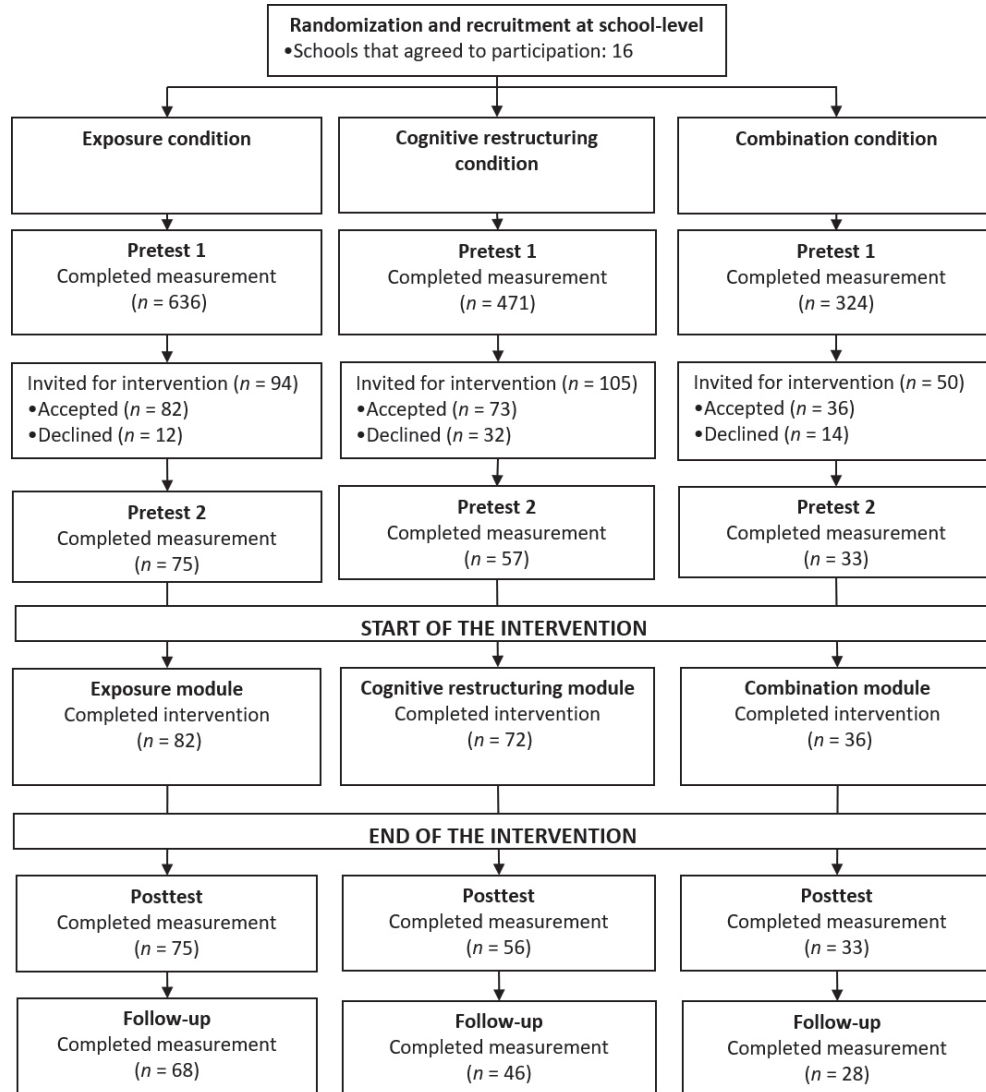 Randomization and recruitment at school-level
•Schools that agreed to participation: 16
Exposure condition
Cognitive restructuring
condition
Combination condition
Pretest 1
Completed measurement
(n = 636)
Pretest 1
Completed measurement
(n = 471)
Pretest 1
Completed measurement
(n = 324)
Invited for intervention (n = 94)
•Accepted (n = 82)
•Declined (n = 12)
Invited for intervention (n = 105)
•Accepted (n = 73)
•Declined (n = 32)
Invited for intervention (n = 50)
•Accepted (n = 36)
•Declined (n = 14)
Pretest 2
Completed measurement
(n = 75)
Pretest 2
Completed measurement
(n = 57)
Pretest 2
Completed measurement
(n = 33)
START OF THE INTERVENTION
Exposure module
Completed intervention
(n = 82)
Cognitive restructuring module
Completed intervention
(n = 72)
Combination module
Completed intervention
(n = 36)
END OF THE INTERVENTION
Posttest
Completed measurement
(n = 75)
Posttest
Completed measurement
(n = 56)
Posttest
Completed measurement
(n = 33)
Follow-up
Completed measurement
(n = 68)
Follow-up
Completed measurement
(n = 46)
Follow-up
Completed measurement
(n = 28)